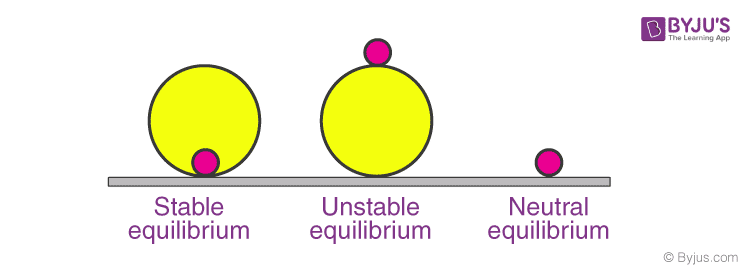 BYJU'S
The Learning App
Stable
equilibrium
Unstable
equilibrium
Neutral
equilibrium
© Byjus.com